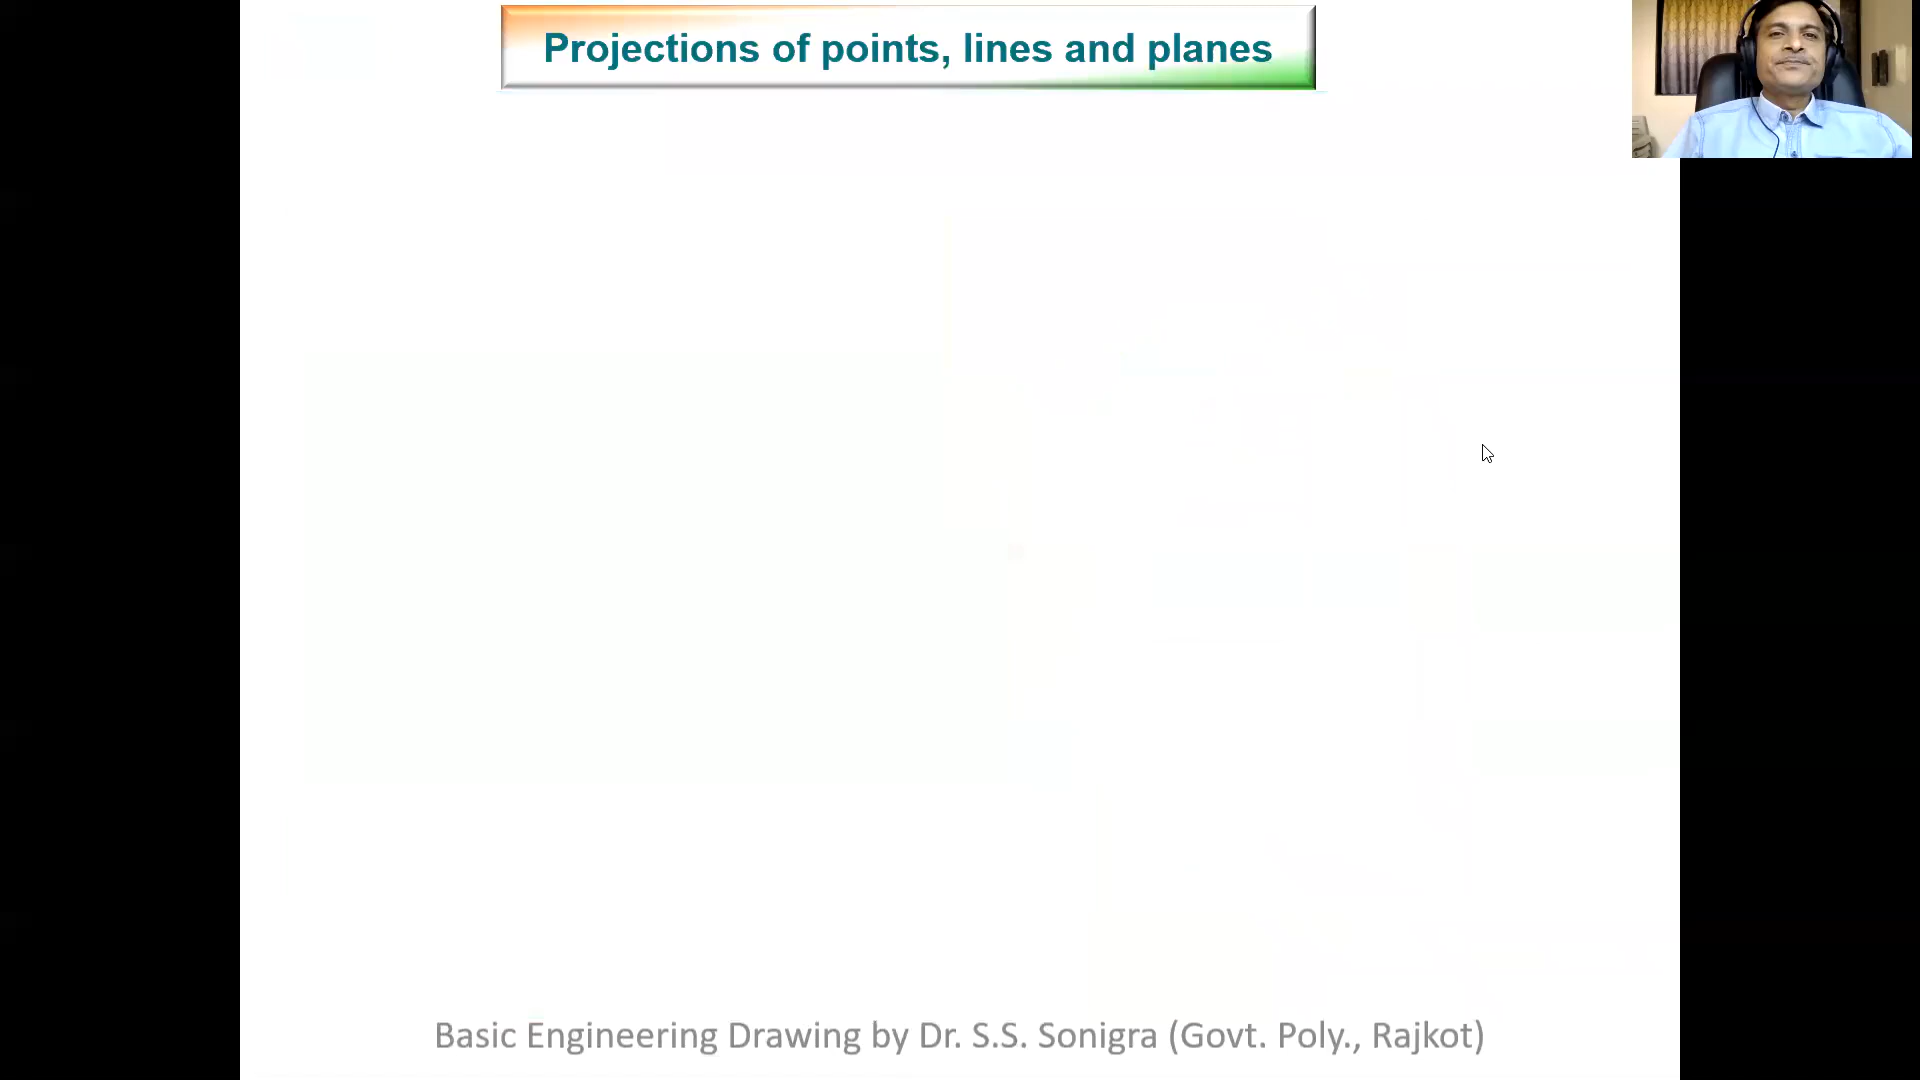 Projections of points, lines and planes
Basic Engineering Drawing by Dr. S.S. Sonigra (Govt. Poly., Rajkot)